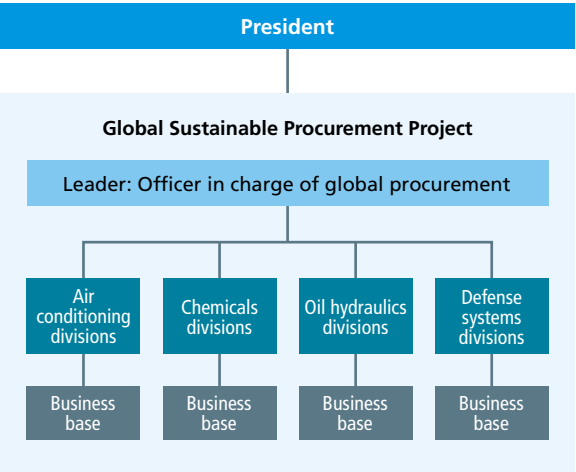 President
Global Sustainable Procurement Project
Leader: Officer in charge of global procurement
Air
conditioning
divisions
Chemicals
divisions
Oil hydraulics
divisions
Defense
systems
divisions
Business
base
Business
base
Business
base
Business
base